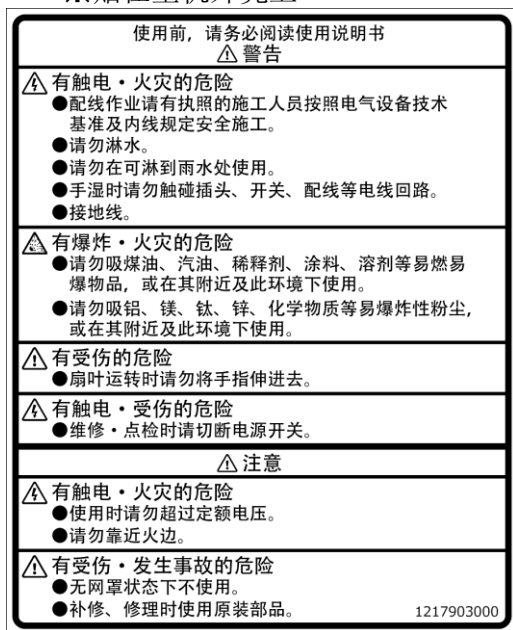 使用前，请务必阅读使用说明书
警告
有触电・火灾的危险
●配线作业请有执照的施工人员按照电气设备技术
基准及内线规定安全施工。
●请勿淋水。
●请勿在可淋到雨水处使用。
●手湿时请勿触碰插头、开关、配线等电线回路。
●接地线。
有爆炸・火灾的危险
●请勿吸煤油、汽油、稀释剂、涂料、溶剂等易燃易
爆物品，或在其附近及此环境下使用。
●请勿吸铝、镁、钛、锌、化学物质等易爆炸性粉尘，
或在其附近及此环境下使用。
有受伤的危险
●扇叶运转时请勿将手指伸进去。
有触电・受伤的危险
●维修・点检时请切断电源开关。
注意
有触电・火灾的危险
●使用时请勿超过定额电压。
●请勿靠近火边。
有受伤・发生事故的危险
●无网罩状态下不使用。
●补修、修理时使用原装部品。
1217903000